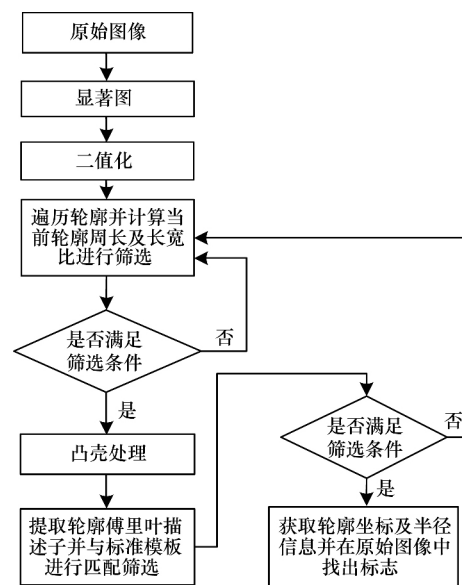 原始图像
显著图
二值化
遍历轮廓并计算当
前轮廓周长及长宽
比进行筛选
是否满足
筛选条件
否
是
凸壳处理
提取轮廓傅里叶描
述子并与标准模板
进行匹配筛选
是否满足
筛选条件
否
是
获取轮廓坐标及半径
信息并在原始图像中
找出标志